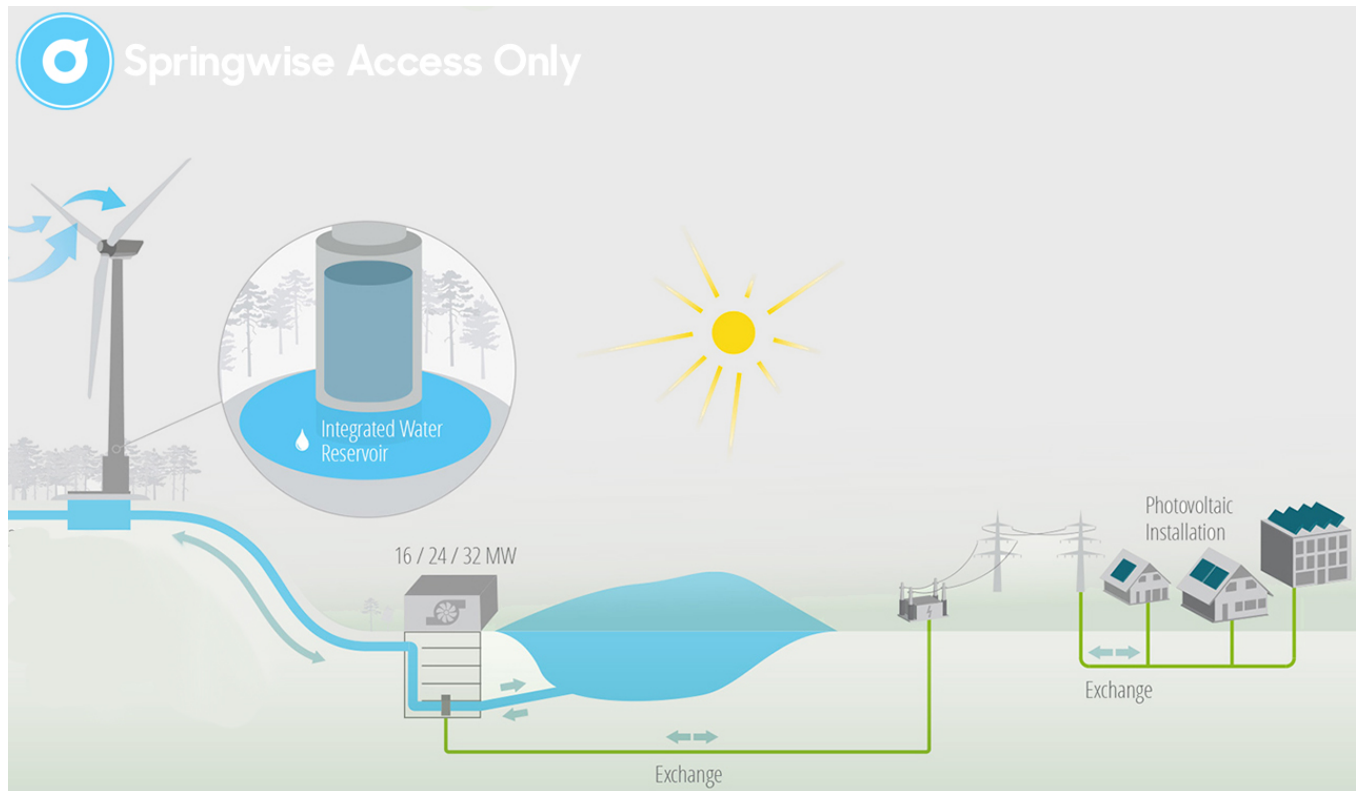 Springwise Access Only
Integrated Water
Reservoir
16 / 24 / 32 MW
Photovoltaic
Installation
Exchange
Exchange